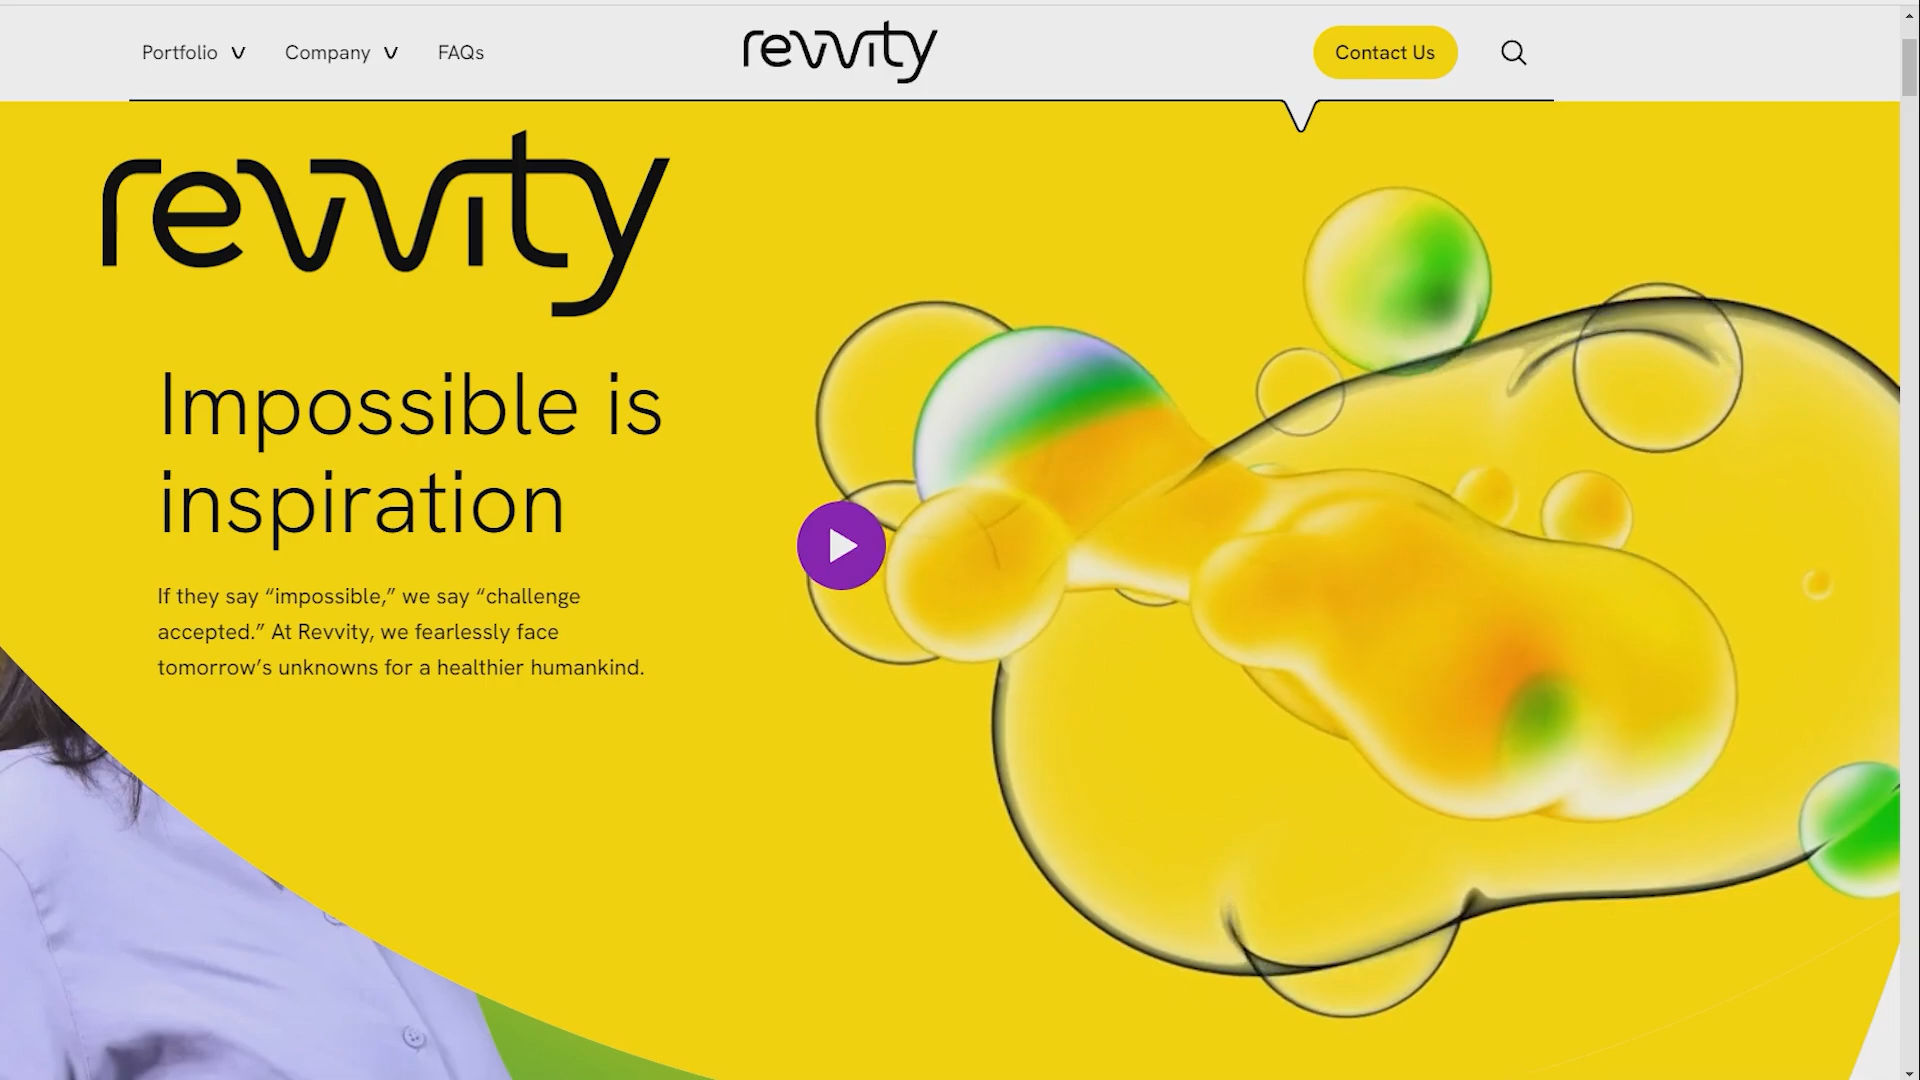 Portfolio
Company
FAQs
revvity
Contact Us
revvity
Impossible is
inspiration
If they say “impossible,” we say “challenge
accepted.” At Revvity, we fearlessly face
tomorrow’s unknowns for a healthier humankind.